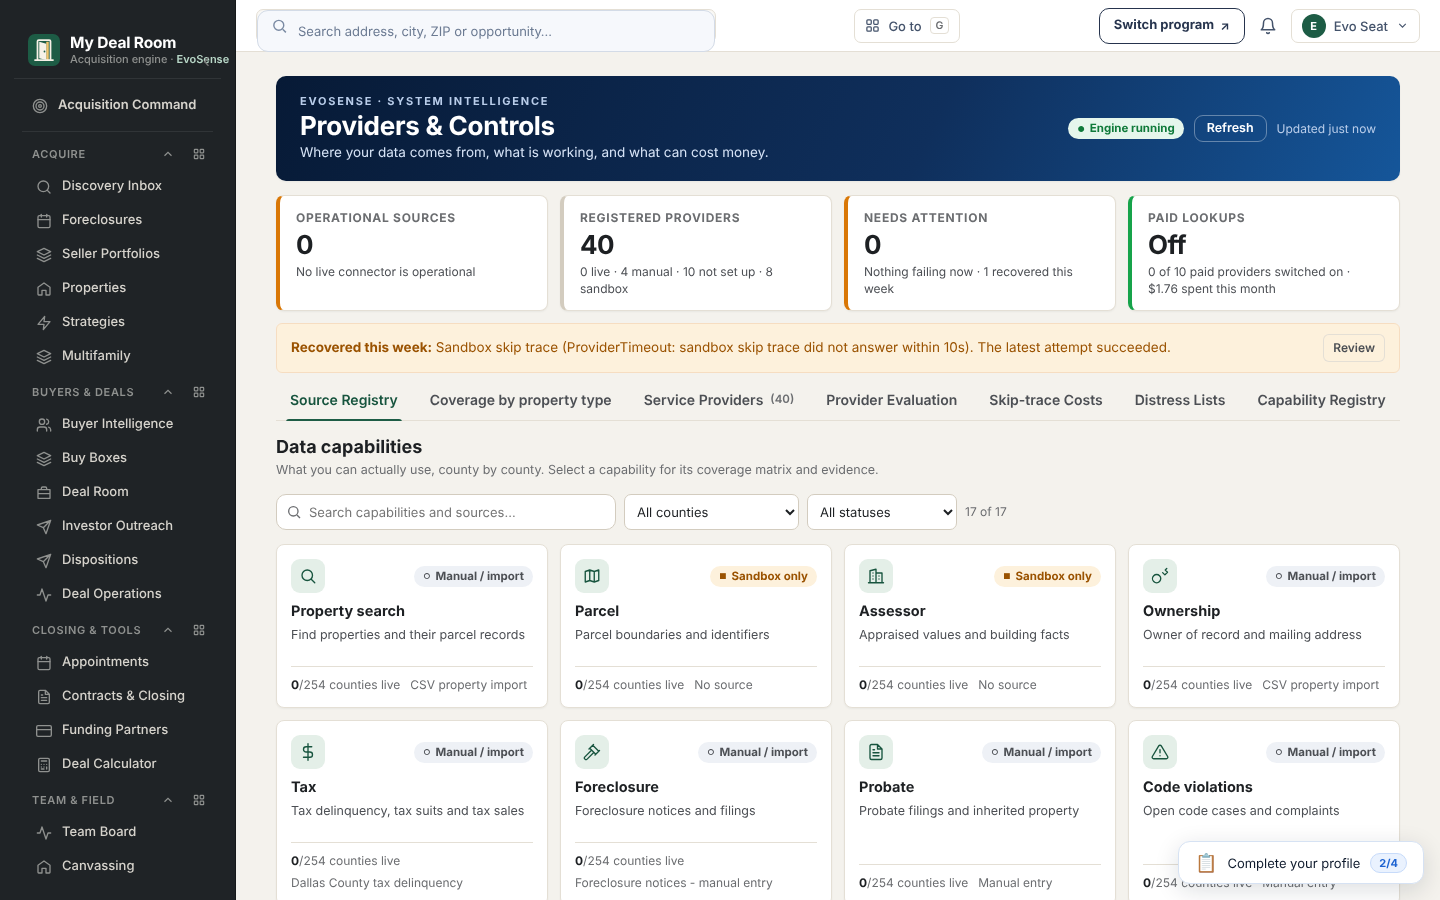 My Deal Room
Acquisition engine · EvoSense
Acquisition Command
ACQUIRE
Discovery Inbox
Foreclosures
Seller Portfolios
Properties
Strategies
Multifamily
BUYERS & DEALS
Buyer Intelligence
Buy Boxes
Deal Room
Investor Outreach
Dispositions
Deal Operations
CLOSING & TOOLS
Appointments
Contracts & Closing
Funding Partners
Deal Calculator
TEAM & FIELD
Team Board
Canvassing
Search address, city, ZIP or opportunity...
Go to G
Switch program ↗
E Evo Seat
EVOSENSE · SYSTEM INTELLIGENCE
Providers & Controls
Where your data comes from, what is working, and what can cost money.
Engine running
Refresh
Updated just now
OPERATIONAL SOURCES
0
No live connector is operational
REGISTERED PROVIDERS
40
0 live · 4 manual · 10 not set up · 8
sandbox
NEEDS ATTENTION
0
Nothing failing now · 1 recovered this
week
PAID LOOKUPS
Off
0 of 10 paid providers switched on ·
$1.76 spent this month
Recovered this week: Sandbox skip trace (ProviderTimeout: sandbox skip trace did not answer within 10s). The latest attempt succeeded.
Review
Source Registry
Coverage by property type
Service Providers (40)
Provider Evaluation
Skip-trace Costs
Distress Lists
Capability Registry
Data capabilities
What you can actually use, county by county. Select a capability for its coverage matrix and evidence.
Search capabilities and sources...
All counties
All statuses
17 of 17
Manual / import
Property search
Find properties and their parcel records
0/254 counties live CSV property import
Sandbox only
Parcel
Parcel boundaries and identifiers
0/254 counties live No source
Sandbox only
Assessor
Appraised values and building facts
0/254 counties live No source
Manual / import
Ownership
Owner of record and mailing address
0/254 counties live CSV property import
Manual / import
Tax
Tax delinquency, tax suits and tax sales
0/254 counties live
Dallas County tax delinquency
Manual / import
Foreclosure
Foreclosure notices and filings
0/254 counties live
Foreclosure notices - manual entry
Manual / import
Probate
Probate filings and inherited property
0/254 counties live Manual entry
Manual / import
Code violations
Open code cases and complaints
0/254 counties live Manual entry
Complete your profile 2/4